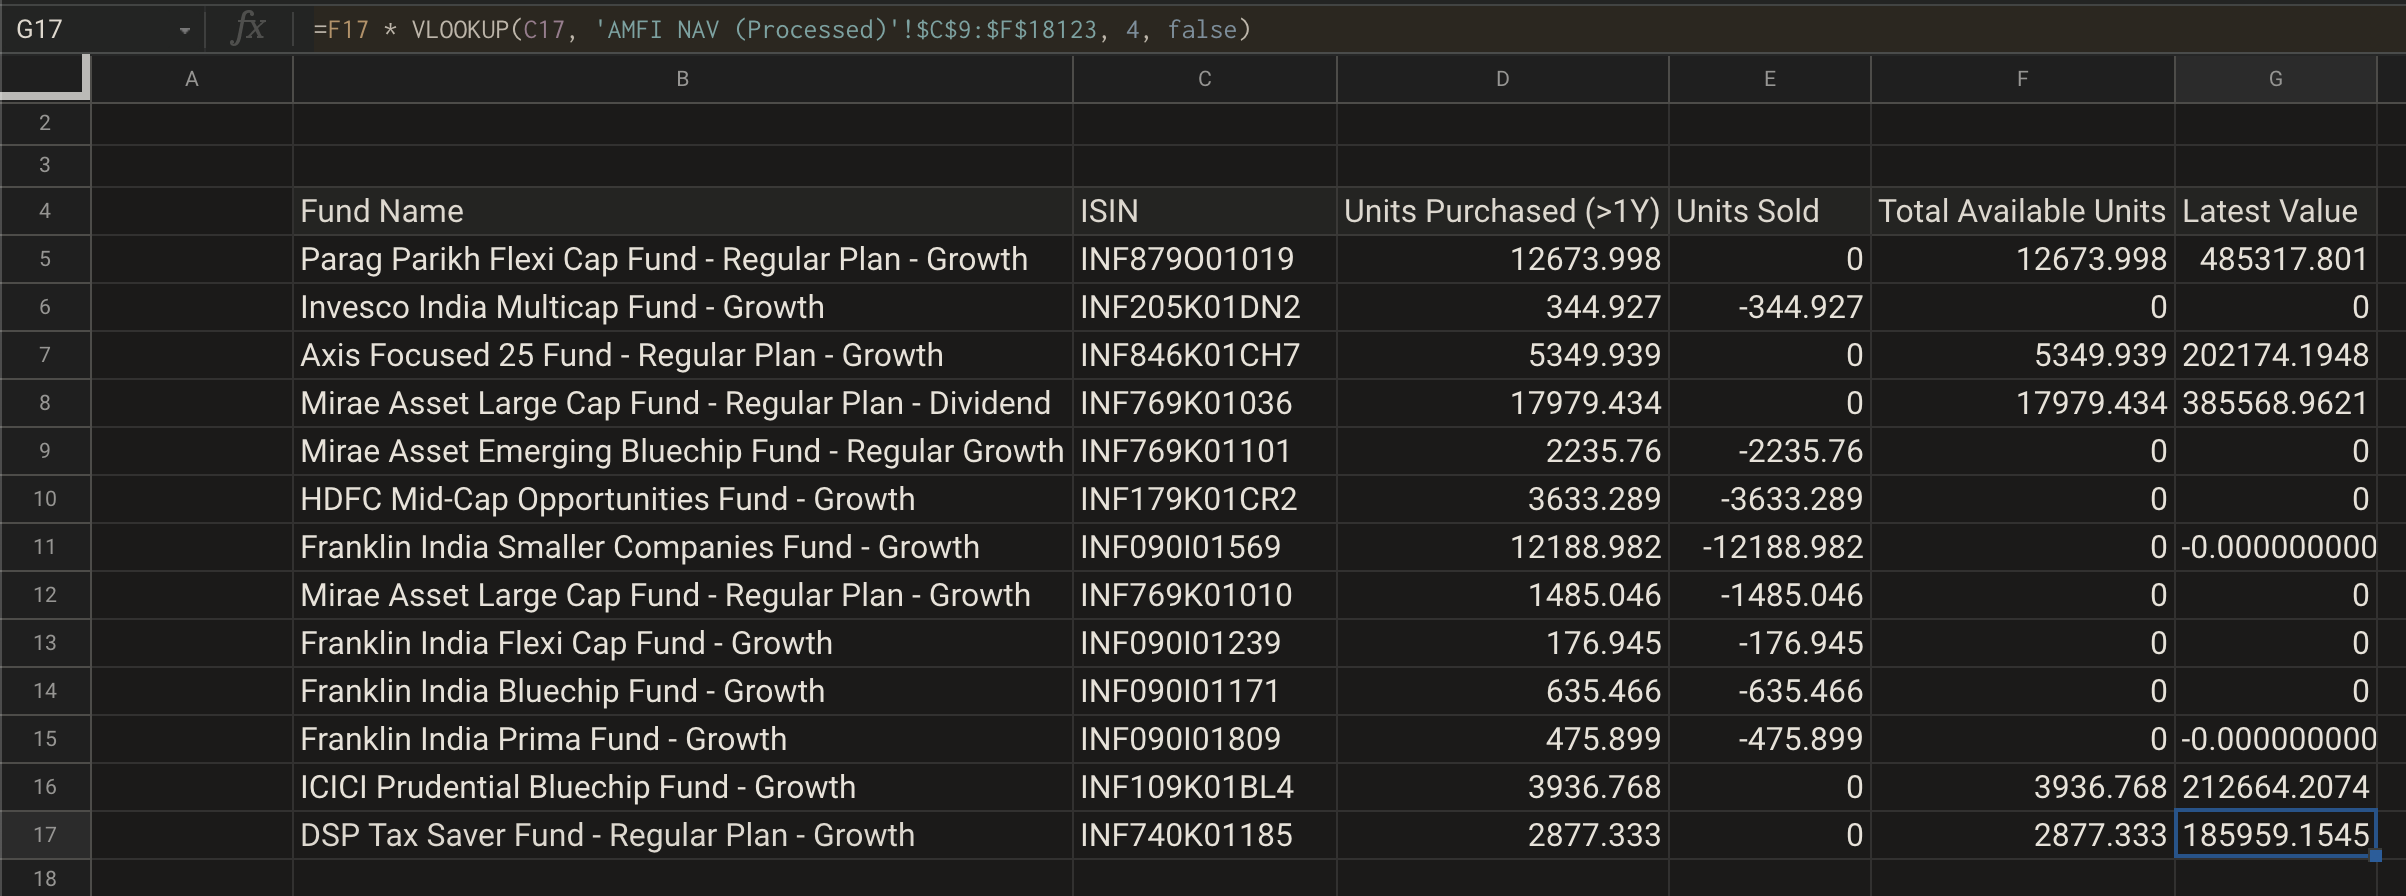 G17 fx =F17 * VLOOKUP(C17, 'AMFI NAV (Processed)'!$C$9:$F$18123, 4, false)
A B C D E F G
2
3
4 Fund Name ISIN Units Purchased (>1Y) Units Sold Total Available Units Latest Value
5 Parag Parikh Flexi Cap Fund - Regular Plan - Growth INF879O01019 12673.998 0 12673.998 485317.801
6 Invesco India Multicap Fund - Growth INF205K01DN2 344.927 -344.927 0 0
7 Axis Focused 25 Fund - Regular Plan - Growth INF846K01CH7 5349.939 0 5349.939 202174.1948
8 Mirae Asset Large Cap Fund - Regular Plan - Dividend INF769K01036 17979.434 0 17979.434 385568.9621
9 Mirae Asset Emerging Bluechip Fund - Regular Growth INF769K01101 2235.76 -2235.76 0 0
10 HDFC Mid-Cap Opportunities Fund - Growth INF179K01CR2 3633.289 -3633.289 0 0
11 Franklin India Smaller Companies Fund - Growth INF090I01569 12188.982 -12188.982 0 -0.000000000
12 Mirae Asset Large Cap Fund - Regular Plan - Growth INF769K01010 1485.046 -1485.046 0 0
13 Franklin India Flexi Cap Fund - Growth INF090I01239 176.945 -176.945 0 0
14 Franklin India Bluechip Fund - Growth INF090I01171 635.466 -635.466 0 0
15 Franklin India Prima Fund - Growth INF090I01809 475.899 -475.899 0 -0.000000000
16 ICICI Prudential Bluechip Fund - Growth INF109K01BL4 3936.768 0 3936.768 212664.2074
17 DSP Tax Saver Fund - Regular Plan - Growth INF740K01185 2877.333 0 2877.333 185959.1545
18